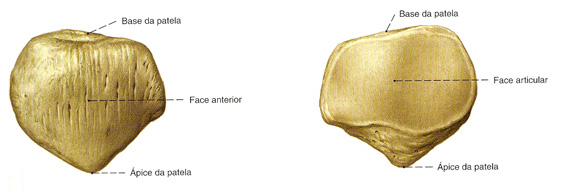 Base da patela
Face anterior
Ápice da patela
Base da patela
Face articular
Ápice da patela